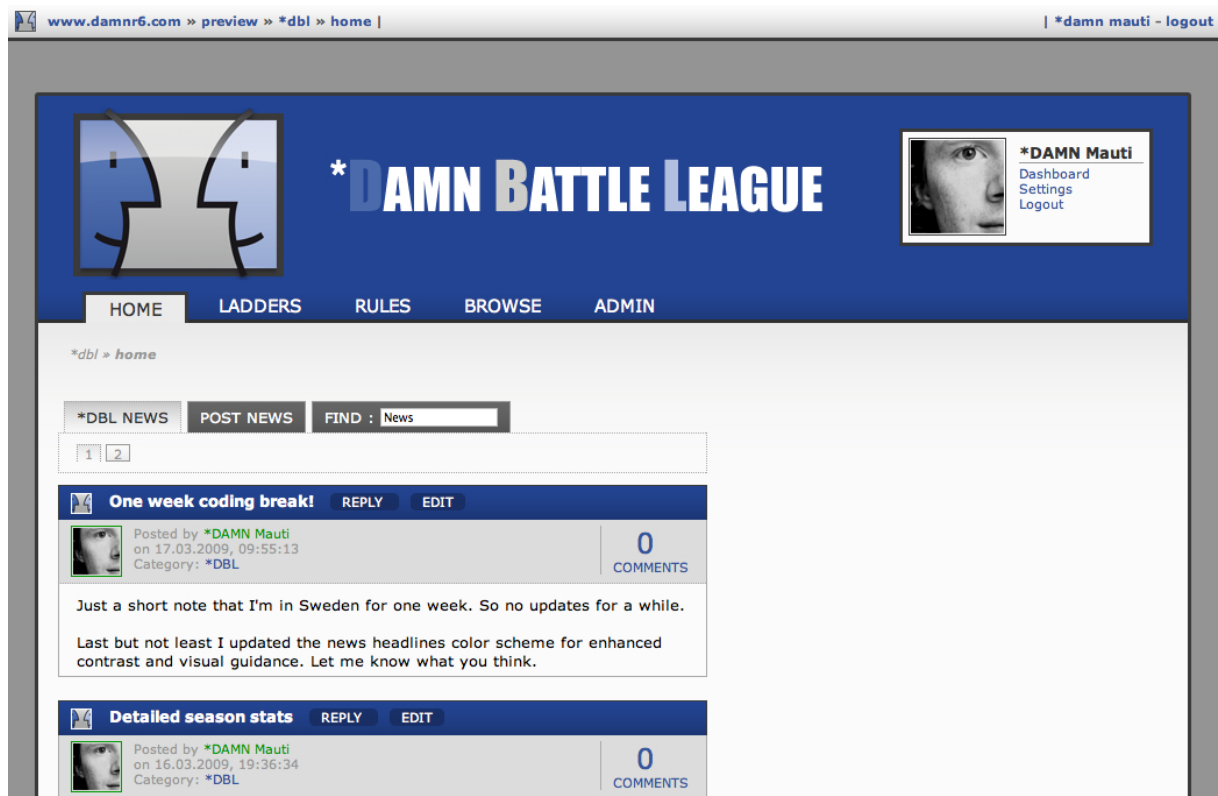 www.damnr6.com » preview » *dbl » home |
| *damn mauti - logout
*DAMN BATTLE LEAGUE
*DAMN Mauti
Dashboard
Settings
Logout
HOME LADDERS RULES BROWSE ADMIN
*dbl » home
*DBL NEWS POST NEWS FIND : News
1 2
One week coding break! REPLY EDIT
Posted by *DAMN Mauti
on 17.03.2009, 09:55:13
Category: *DBL
0
COMMENTS
Just a short note that I'm in Sweden for one week. So no updates for a while.
Last but not least I updated the news headlines color scheme for enhanced
contrast and visual guidance. Let me know what you think.
Detailed season stats REPLY EDIT
Posted by *DAMN Mauti
on 16.03.2009, 19:36:34
Category: *DBL
0
COMMENTS